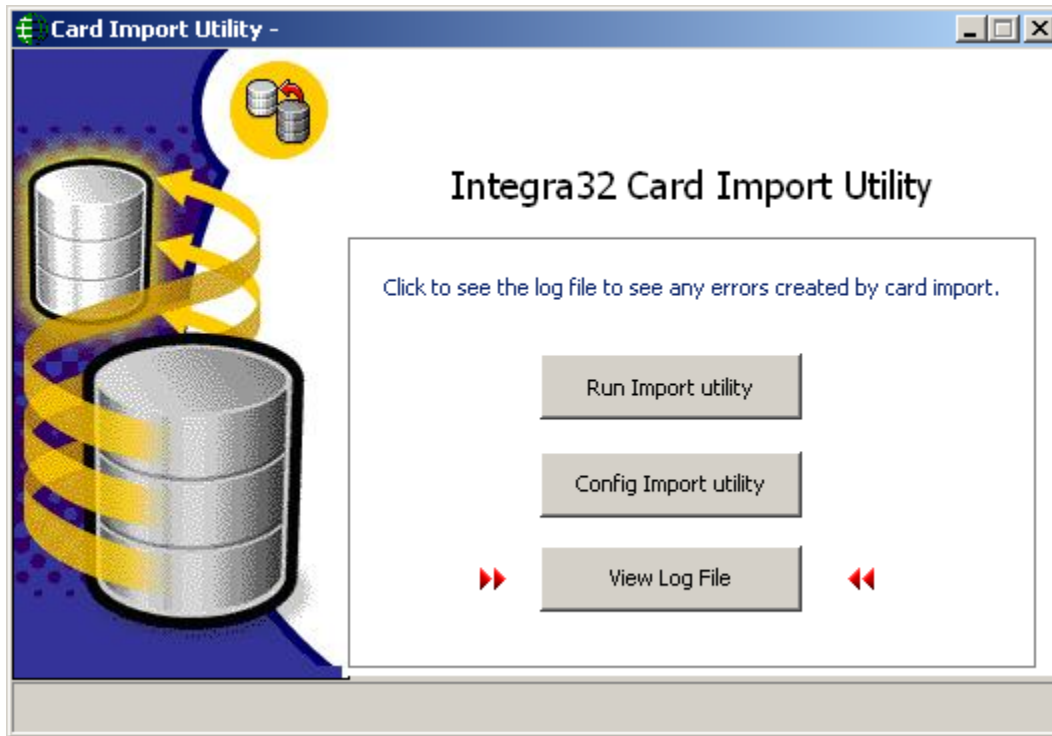 Card Import Utility -
Integra32 Card Import Utility
Click to see the log file to see any errors created by card import.
Run Import utility
Config Import utility
View Log File